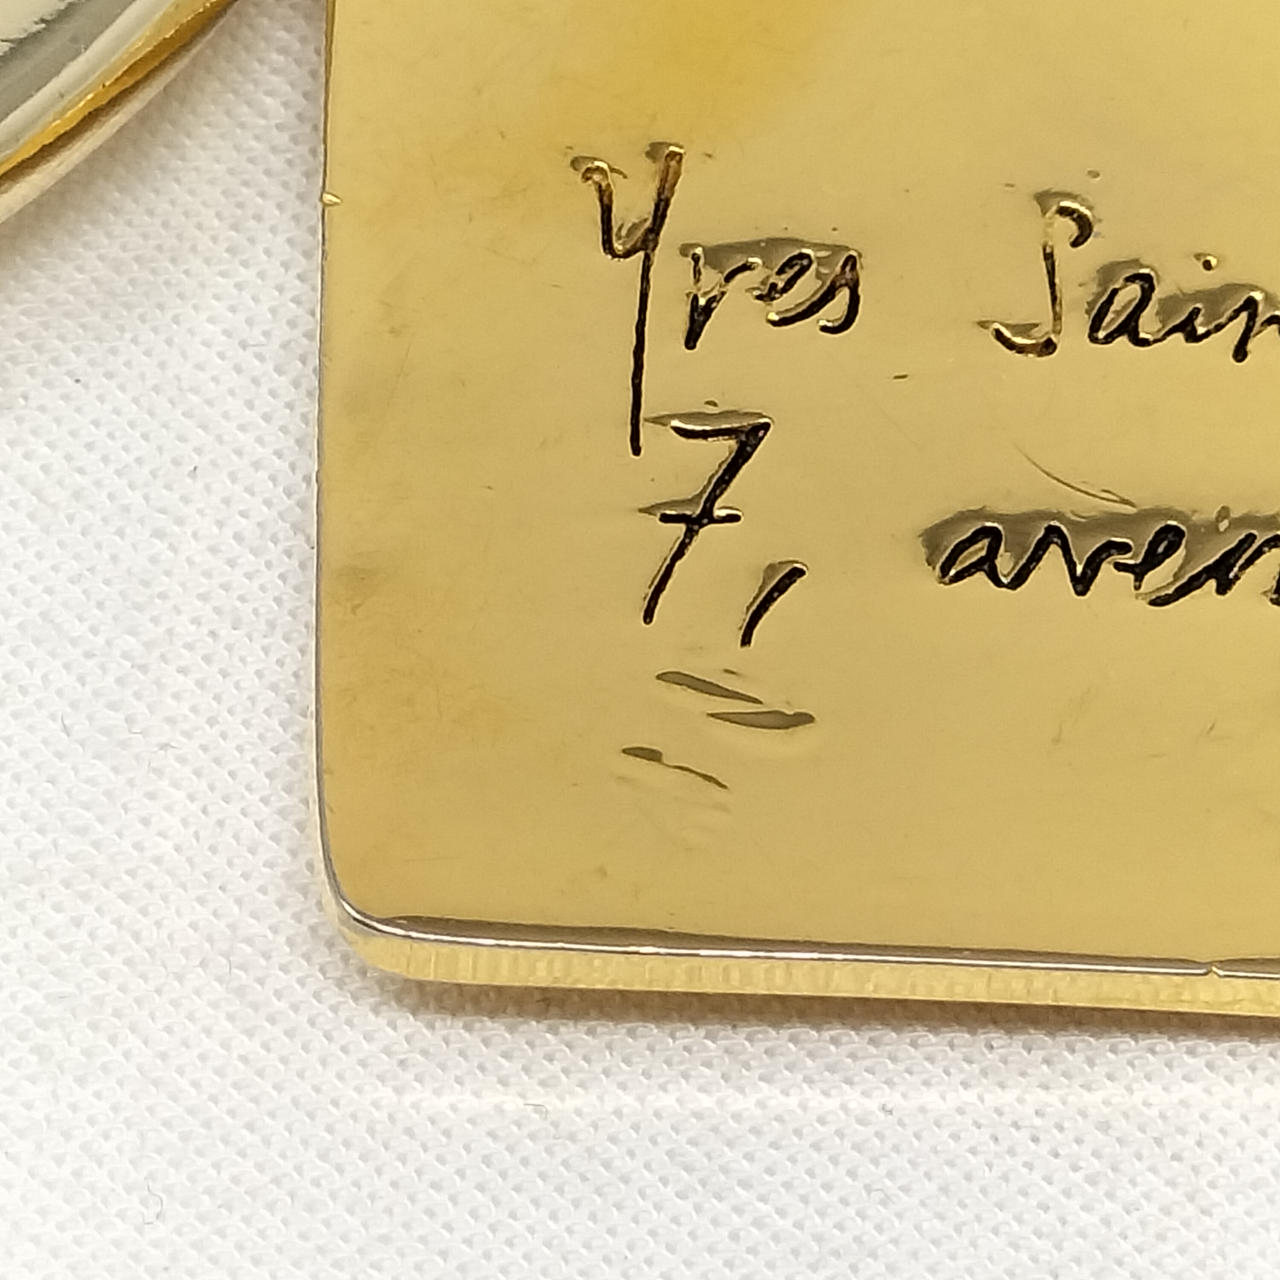 Yves Sain
7, aven